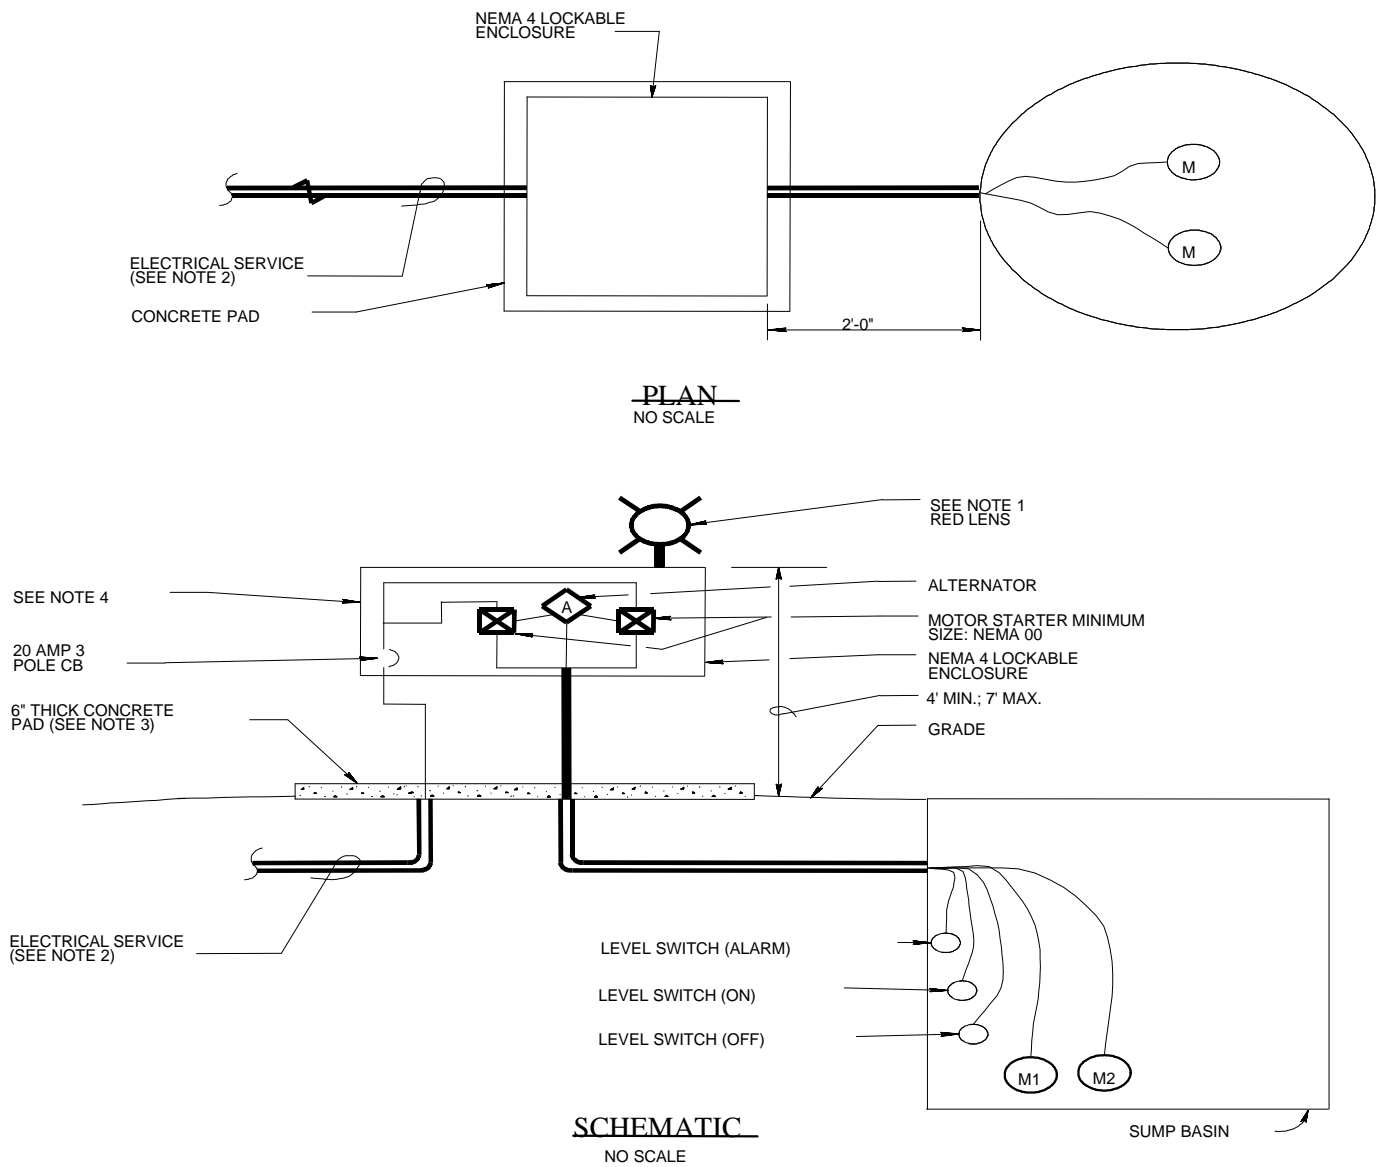 NEMA 4 LOCKABLE
ENCLOSURE
M
M
ELECTRICAL SERVICE
(SEE NOTE 2)
CONCRETE PAD
2'-0"
PLAN
NO SCALE
SEE NOTE 1
RED LENS
SEE NOTE 4
A
ALTERNATOR
MOTOR STARTER MINIMUM
SIZE: NEMA 00
20 AMP 3
POLE CB
NEMA 4 LOCKABLE
ENCLOSURE
6" THICK CONCRETE
PAD (SEE NOTE 3)
4' MIN.; 7' MAX.
GRADE
ELECTRICAL SERVICE
(SEE NOTE 2)
LEVEL SWITCH (ALARM)
LEVEL SWITCH (ON)
LEVEL SWITCH (OFF)
M1
M2
SUMP BASIN
SCHEMATIC
NO SCALE